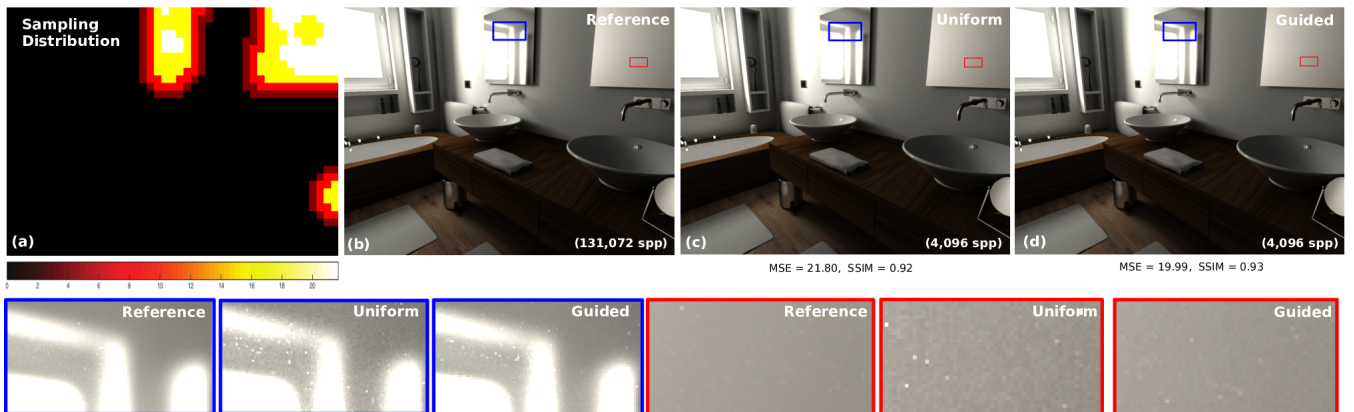 Sampling
Distribution
(a)
Reference
(b)
(131,072 spp)
Uniform
(c)
(4,096 spp)
Guided
(d)
(4,096 spp)
0 2 4 6 8 10 12 14 16 18 20
MSE = 21.80, SSIM = 0.92
MSE = 19.99, SSIM = 0.93
Reference
Uniform
Guided
Reference
Uniform
Guided